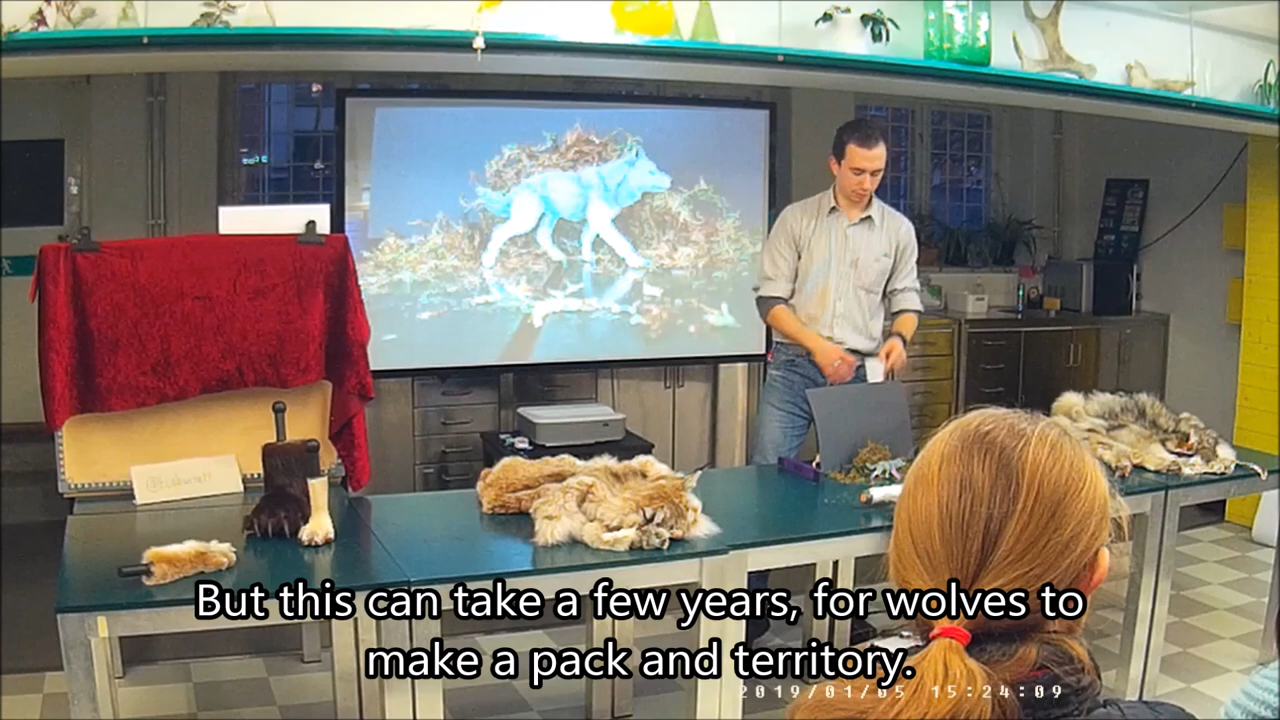 But this can take a few years, for wolves to
make a pack and territory.
2019/01/05 15:24:09